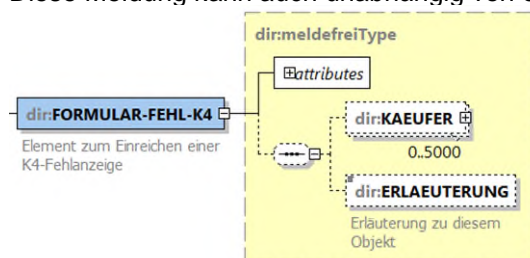 dir:meldefreiType
attributes
dir:FORMULAR-FEHL-K4
Element zum Einreichen einer
K4-Fehlanzeige
dir:KAEUFER
0..5000
dir:ERLAEUTERUNG
Erläuterung zu diesem
Objekt